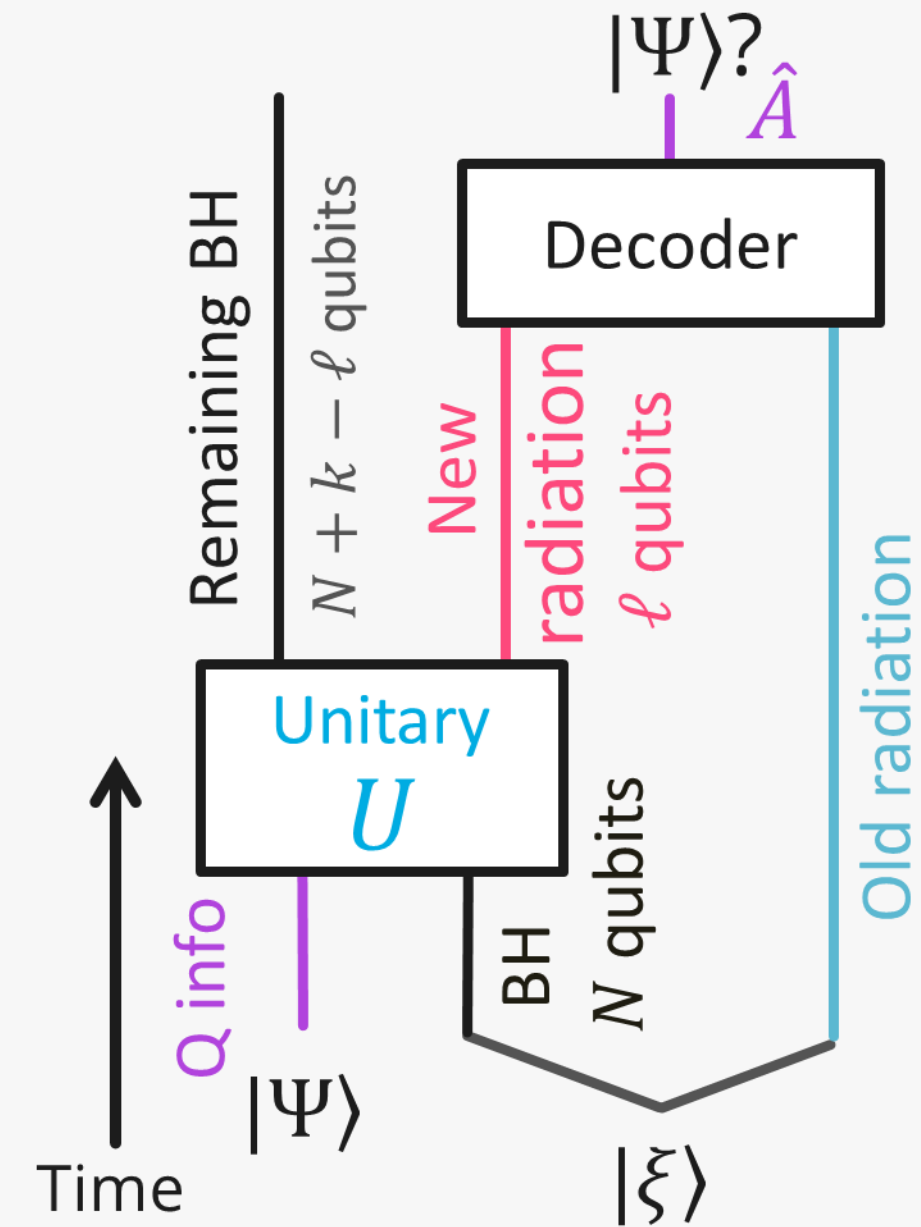 |Ψ⟩?
Â
Decoder
Remaining BH
N + k − ℓ qubits
New
radiation
ℓ qubits
Old radiation
Unitary
U
Q info
BH
N qubits
|Ψ⟩
|ξ⟩
Time